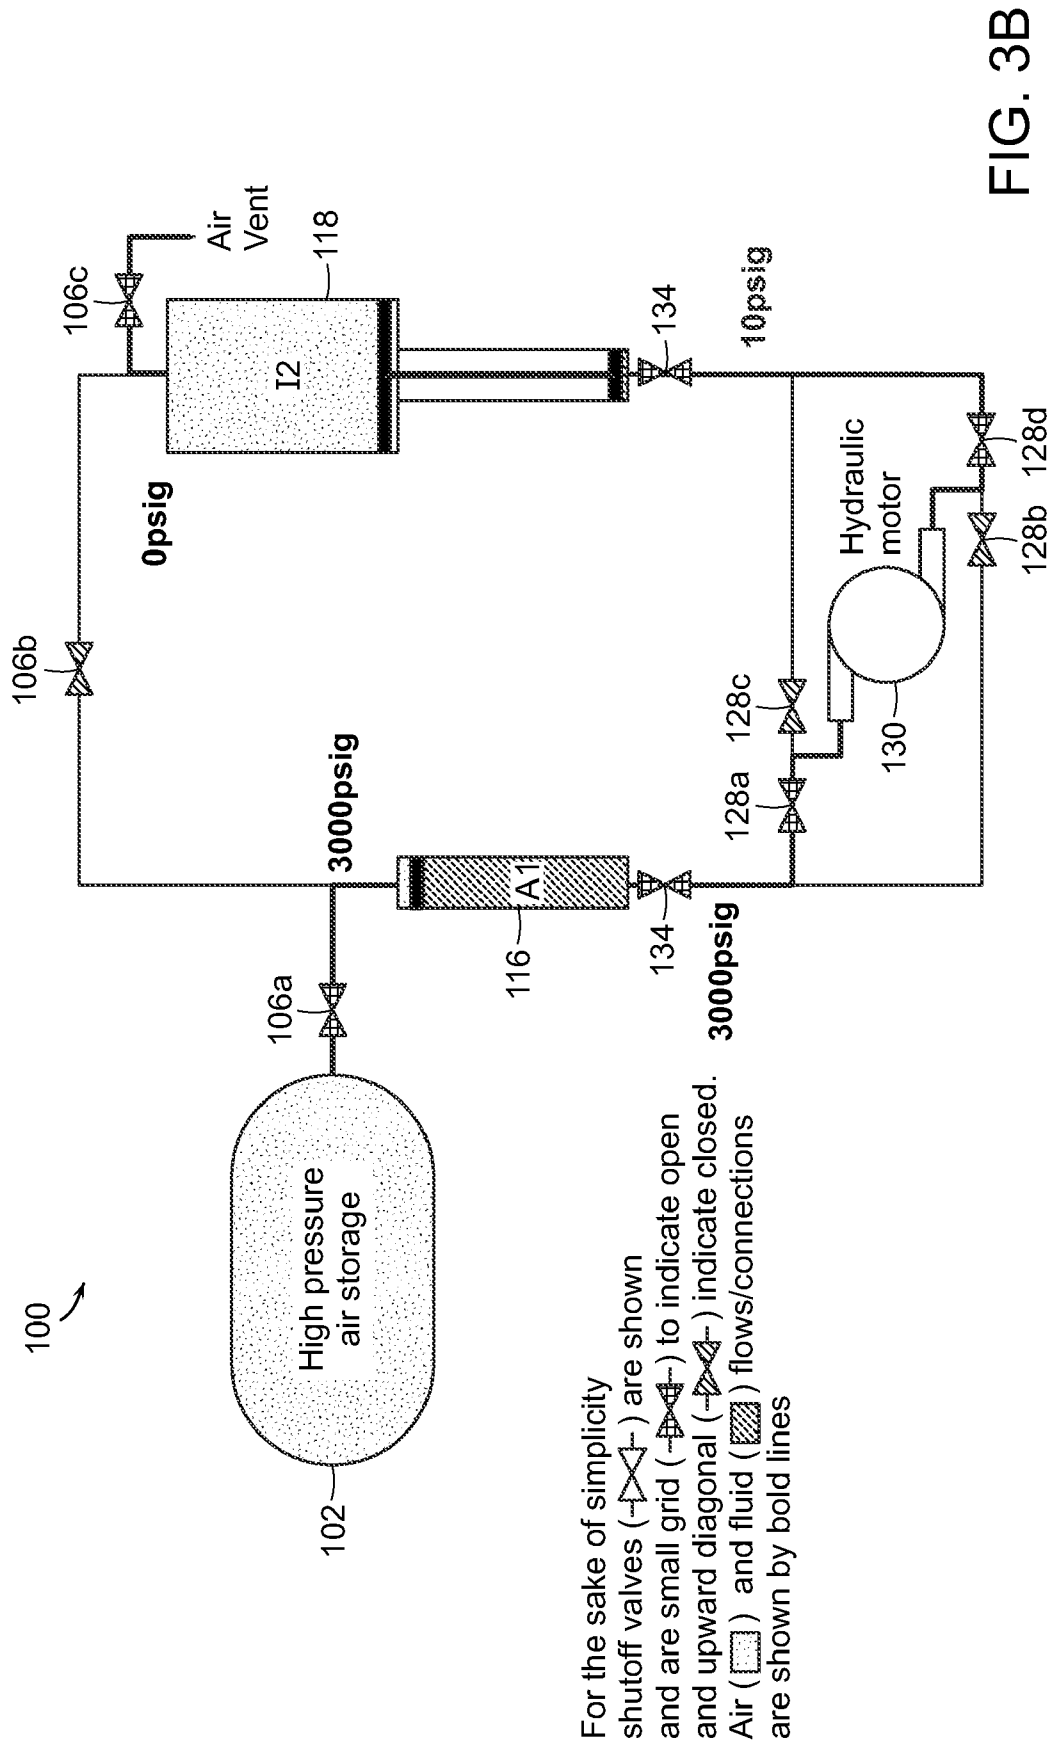 100
102
High pressure
air storage
106a
106b
106c
Air
Vent
118
I2
0psig
3000psig
A1
116
134
3000psig
134
10psig
128a
128c
Hydraulic
motor
130
128b
128d
For the sake of simplicity
shutoff valves ( ) are shown
and are small grid ( ) to indicate open
and upward diagonal ( ) indicate closed.
Air ( ) and fluid ( ) flows/connections
are shown by bold lines
FIG. 3B